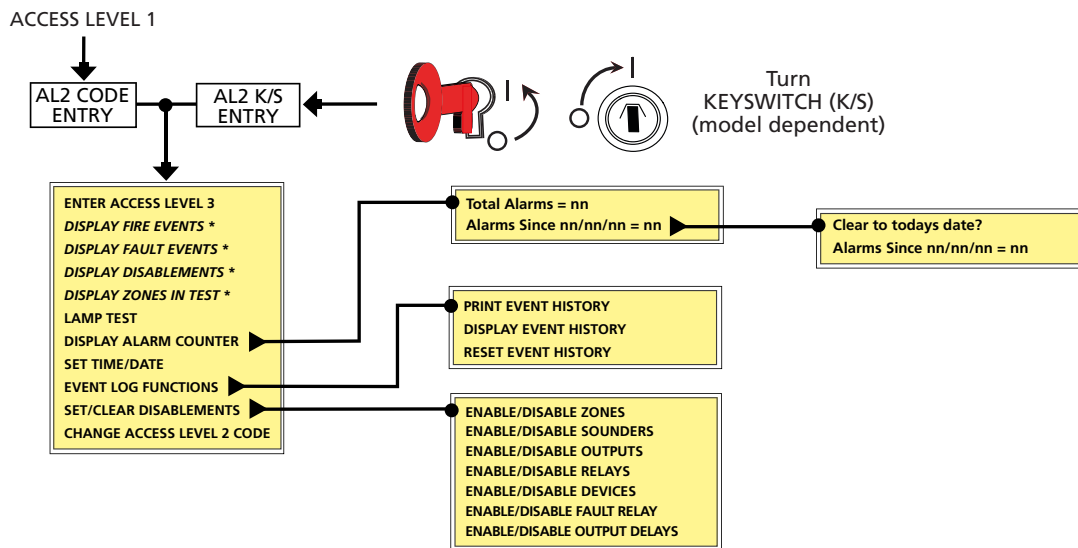 ACCESS LEVEL 1
AL2 CODE
ENTRY
AL2 K/S
ENTRY
Turn
KEYSWITCH (K/S)
(model dependent)
ENTER ACCESS LEVEL 3
DISPLAY FIRE EVENTS *
DISPLAY FAULT EVENTS *
DISPLAY DISABLEMENTS *
DISPLAY ZONES IN TEST *
LAMP TEST
DISPLAY ALARM COUNTER
SET TIME/DATE
EVENT LOG FUNCTIONS
SET/CLEAR DISABLEMENTS
CHANGE ACCESS LEVEL 2 CODE
Total Alarms = nn
Alarms Since nn/nn/nn = nn
Clear to todays date?
Alarms Since nn/nn/nn = nn
PRINT EVENT HISTORY
DISPLAY EVENT HISTORY
RESET EVENT HISTORY
ENABLE/DISABLE ZONES
ENABLE/DISABLE SOUNDERS
ENABLE/DISABLE OUTPUTS
ENABLE/DISABLE RELAYS
ENABLE/DISABLE DEVICES
ENABLE/DISABLE FAULT RELAY
ENABLE/DISABLE OUTPUT DELAYS